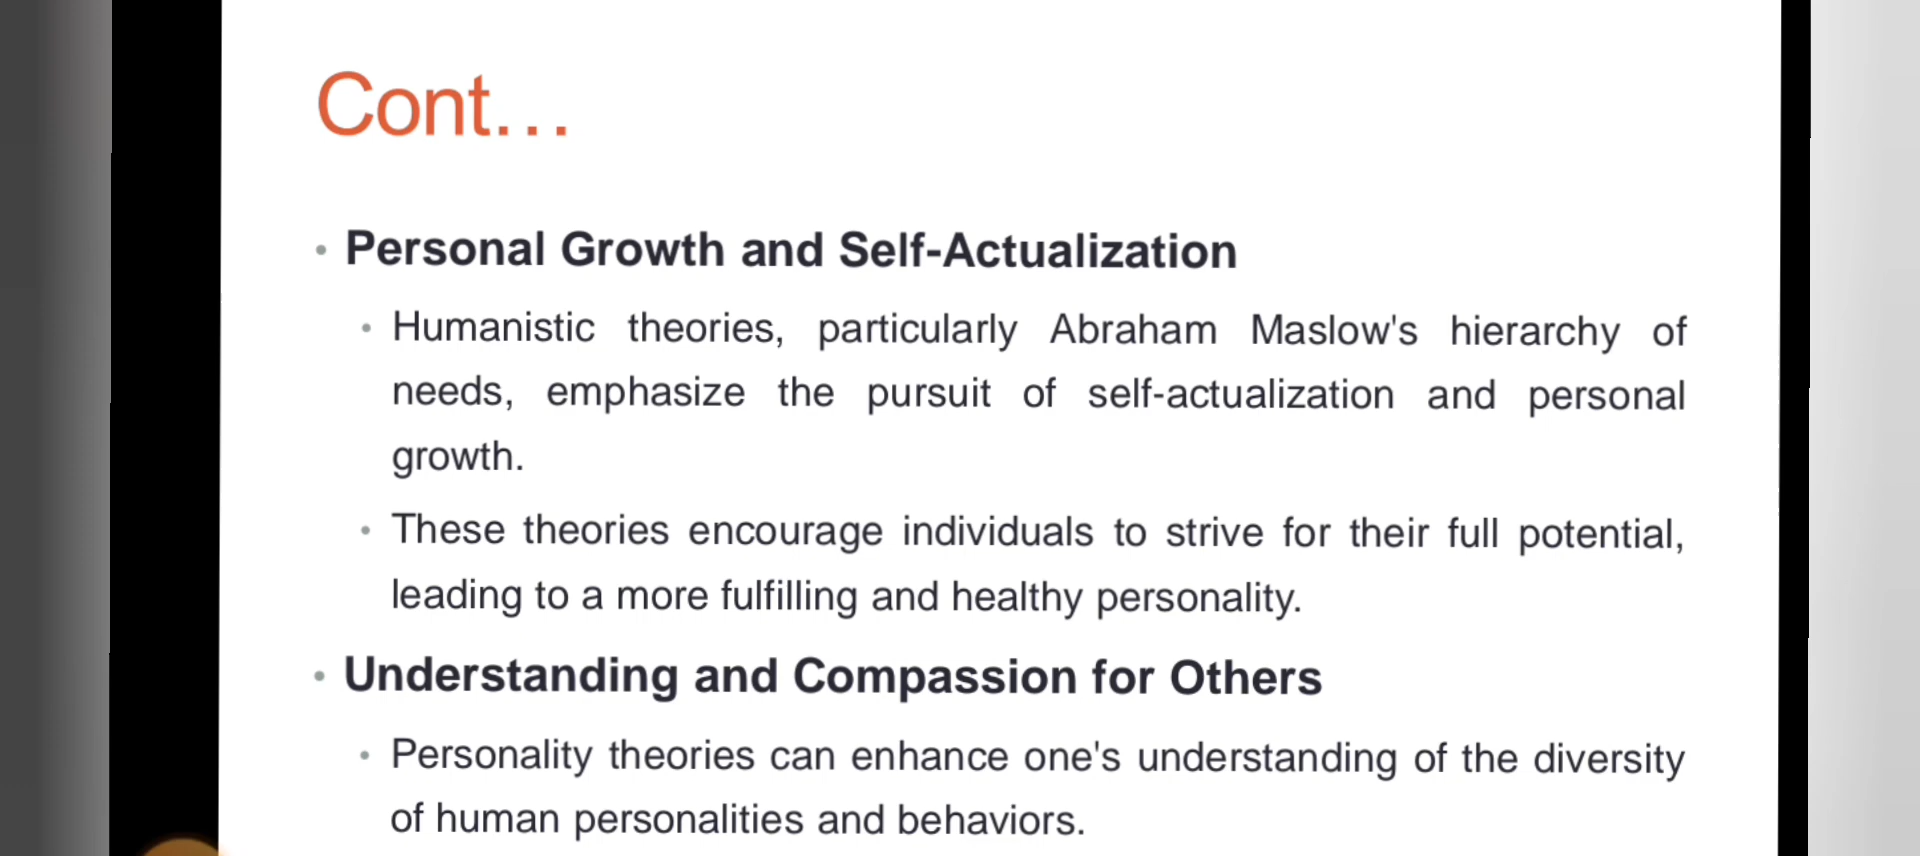 Cont...
• Personal Growth and Self-Actualization
• Humanistic theories, particularly Abraham Maslow's hierarchy of
needs, emphasize the pursuit of self-actualization and personal
growth.
• These theories encourage individuals to strive for their full potential,
leading to a more fulfilling and healthy personality.
• Understanding and Compassion for Others
• Personality theories can enhance one's understanding of the diversity
of human personalities and behaviors.